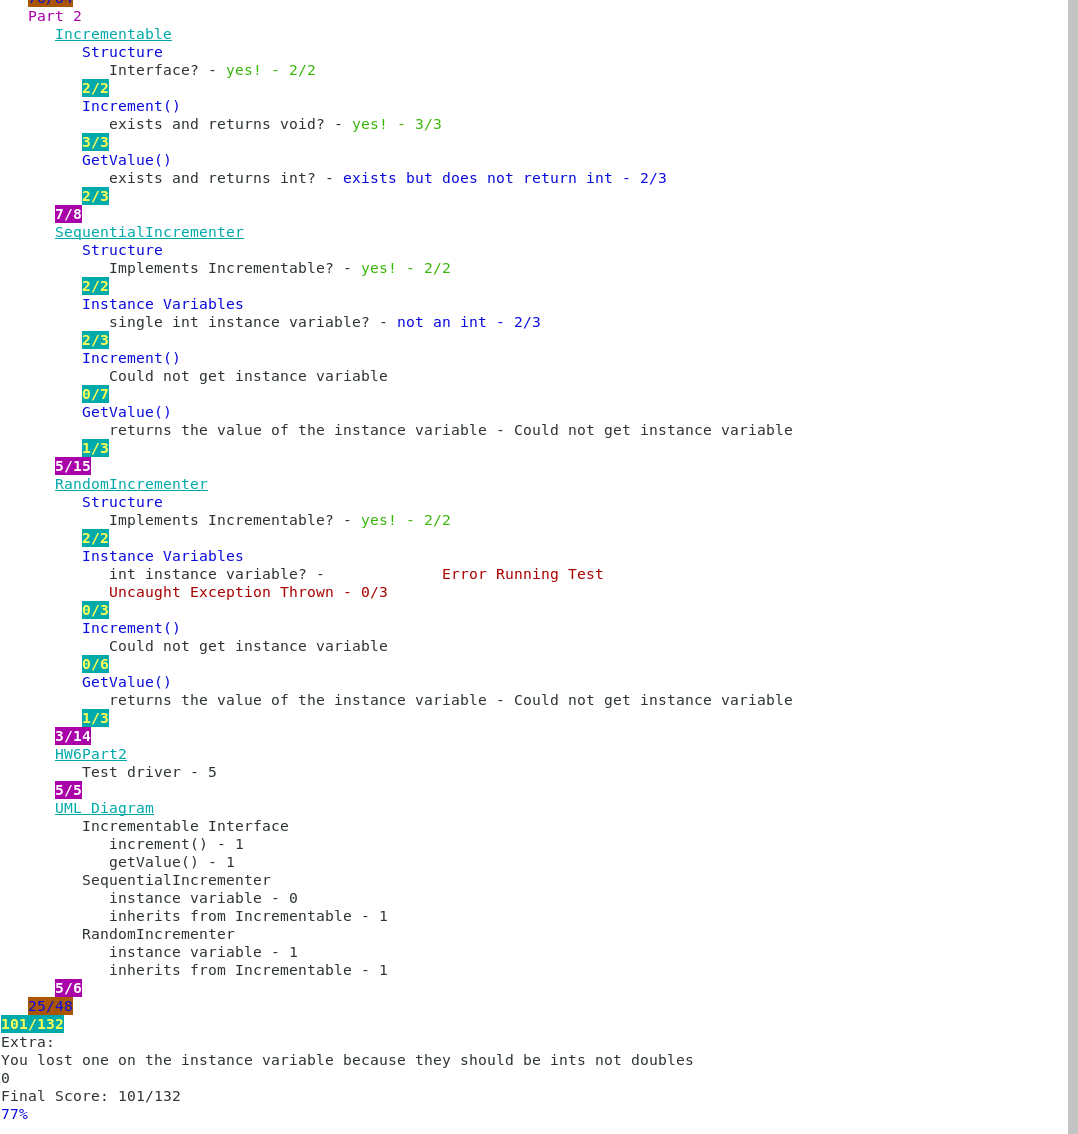 Part 2
Incrementable
Structure
Interface? - yes! - 2/2
2/2
Increment()
exists and returns void? - yes! - 3/3
3/3
GetValue()
exists and returns int? - exists but does not return int - 2/3
2/3
7/8
SequentialIncrementer
Structure
Implements Incrementable? - yes! - 2/2
2/2
Instance Variables
single int instance variable? - not an int - 2/3
2/3
Increment()
Could not get instance variable
0/7
GetValue()
returns the value of the instance variable - Could not get instance variable
1/3
5/15
RandomIncrementer
Structure
Implements Incrementable? - yes! - 2/2
2/2
Instance Variables
int instance variable? - Error Running Test
Uncaught Exception Thrown - 0/3
0/3
Increment()
Could not get instance variable
0/6
GetValue()
returns the value of the instance variable - Could not get instance variable
1/3
3/14
HW6Part2
Test driver - 5
5/5
UML Diagram
Incrementable Interface
increment() - 1
getValue() - 1
SequentialIncrementer
instance variable - 0
inherits from Incrementable - 1
RandomIncrementer
instance variable - 1
inherits from Incrementable - 1
5/6
25/48
101/132
Extra:
You lost one on the instance variable because they should be ints not doubles
0
Final Score: 101/132
77%